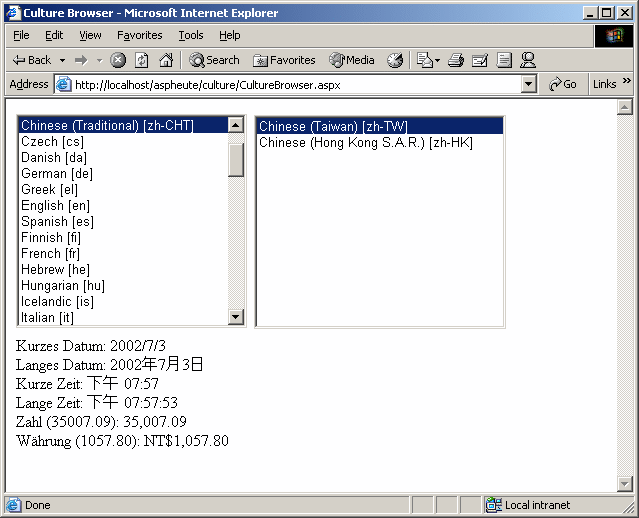 Culture Browser - Microsoft Internet Explorer
File Edit View Favorites Tools Help
Back Search Favorites Media
Address http://localhost/aspheute/culture/CultureBrowser.aspx Go Links »
Chinese (Traditional) [zh-CHT]
Czech [cs]
Danish [da]
German [de]
Greek [el]
English [en]
Spanish [es]
Finnish [fi]
French [fr]
Hebrew [he]
Hungarian [hu]
Icelandic [is]
Italian [it]
Chinese (Taiwan) [zh-TW]
Chinese (Hong Kong S.A.R.) [zh-HK]
Kurzes Datum: 2002/7/3
Langes Datum: 2002年7月3日
Kurze Zeit: 下午 07:57
Lange Zeit: 下午 07:57:53
Zahl (35007.09): 35,007.09
Währung (1057.80): NT$1,057.80
Done Local intranet